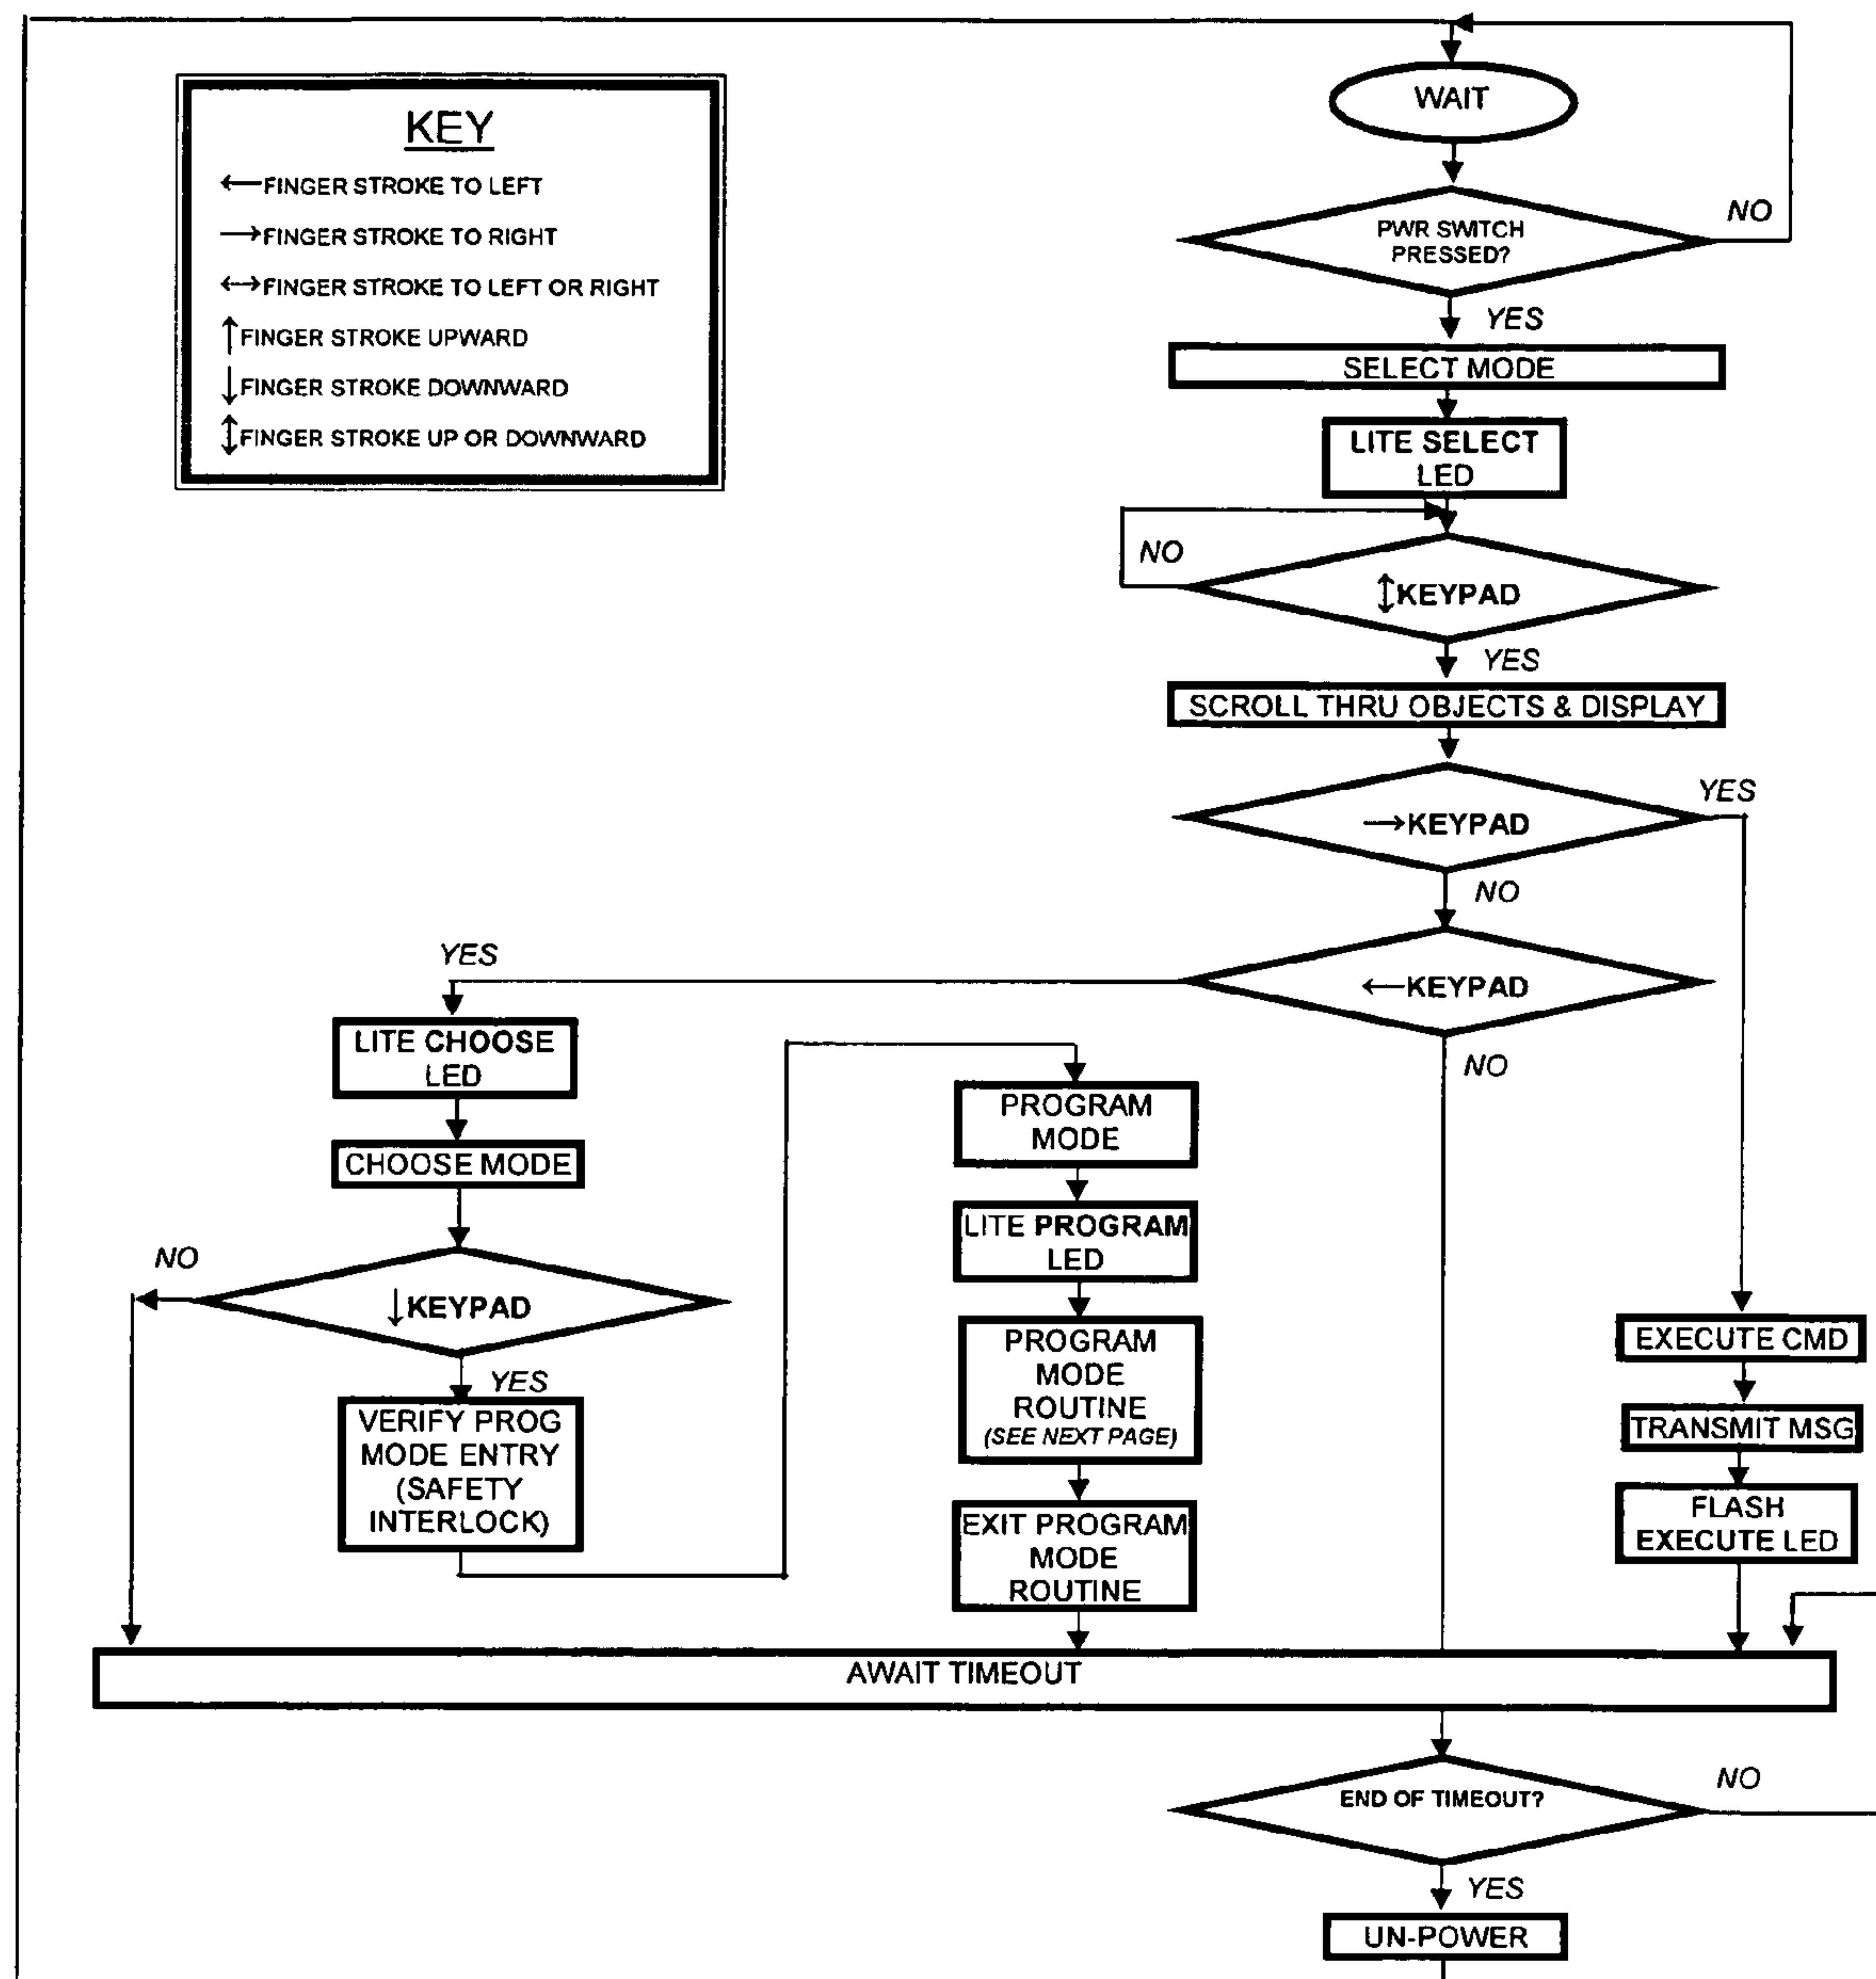 KEY
←FINGER STROKE TO LEFT
→FINGER STROKE TO RIGHT
↔FINGER STROKE TO LEFT OR RIGHT
↑FINGER STROKE UPWARD
↓FINGER STROKE DOWNWARD
↕FINGER STROKE UP OR DOWNWARD
WAIT
PWR SWITCH
PRESSED?
NO
YES
SELECT MODE
LITE SELECT
LED
NO
↕KEYPAD
YES
SCROLL THRU OBJECTS & DISPLAY
→KEYPAD
YES
NO
←KEYPAD
YES
NO
LITE CHOOSE
LED
CHOOSE MODE
NO
↓KEYPAD
YES
VERIFY PROG
MODE ENTRY
(SAFETY
INTERLOCK)
PROGRAM
MODE
LITE PROGRAM
LED
PROGRAM
MODE
ROUTINE
(SEE NEXT PAGE)
EXIT PROGRAM
MODE
ROUTINE
EXECUTE CMD
TRANSMIT MSG
FLASH
EXECUTE LED
AWAIT TIMEOUT
END OF TIMEOUT?
NO
YES
UN-POWER